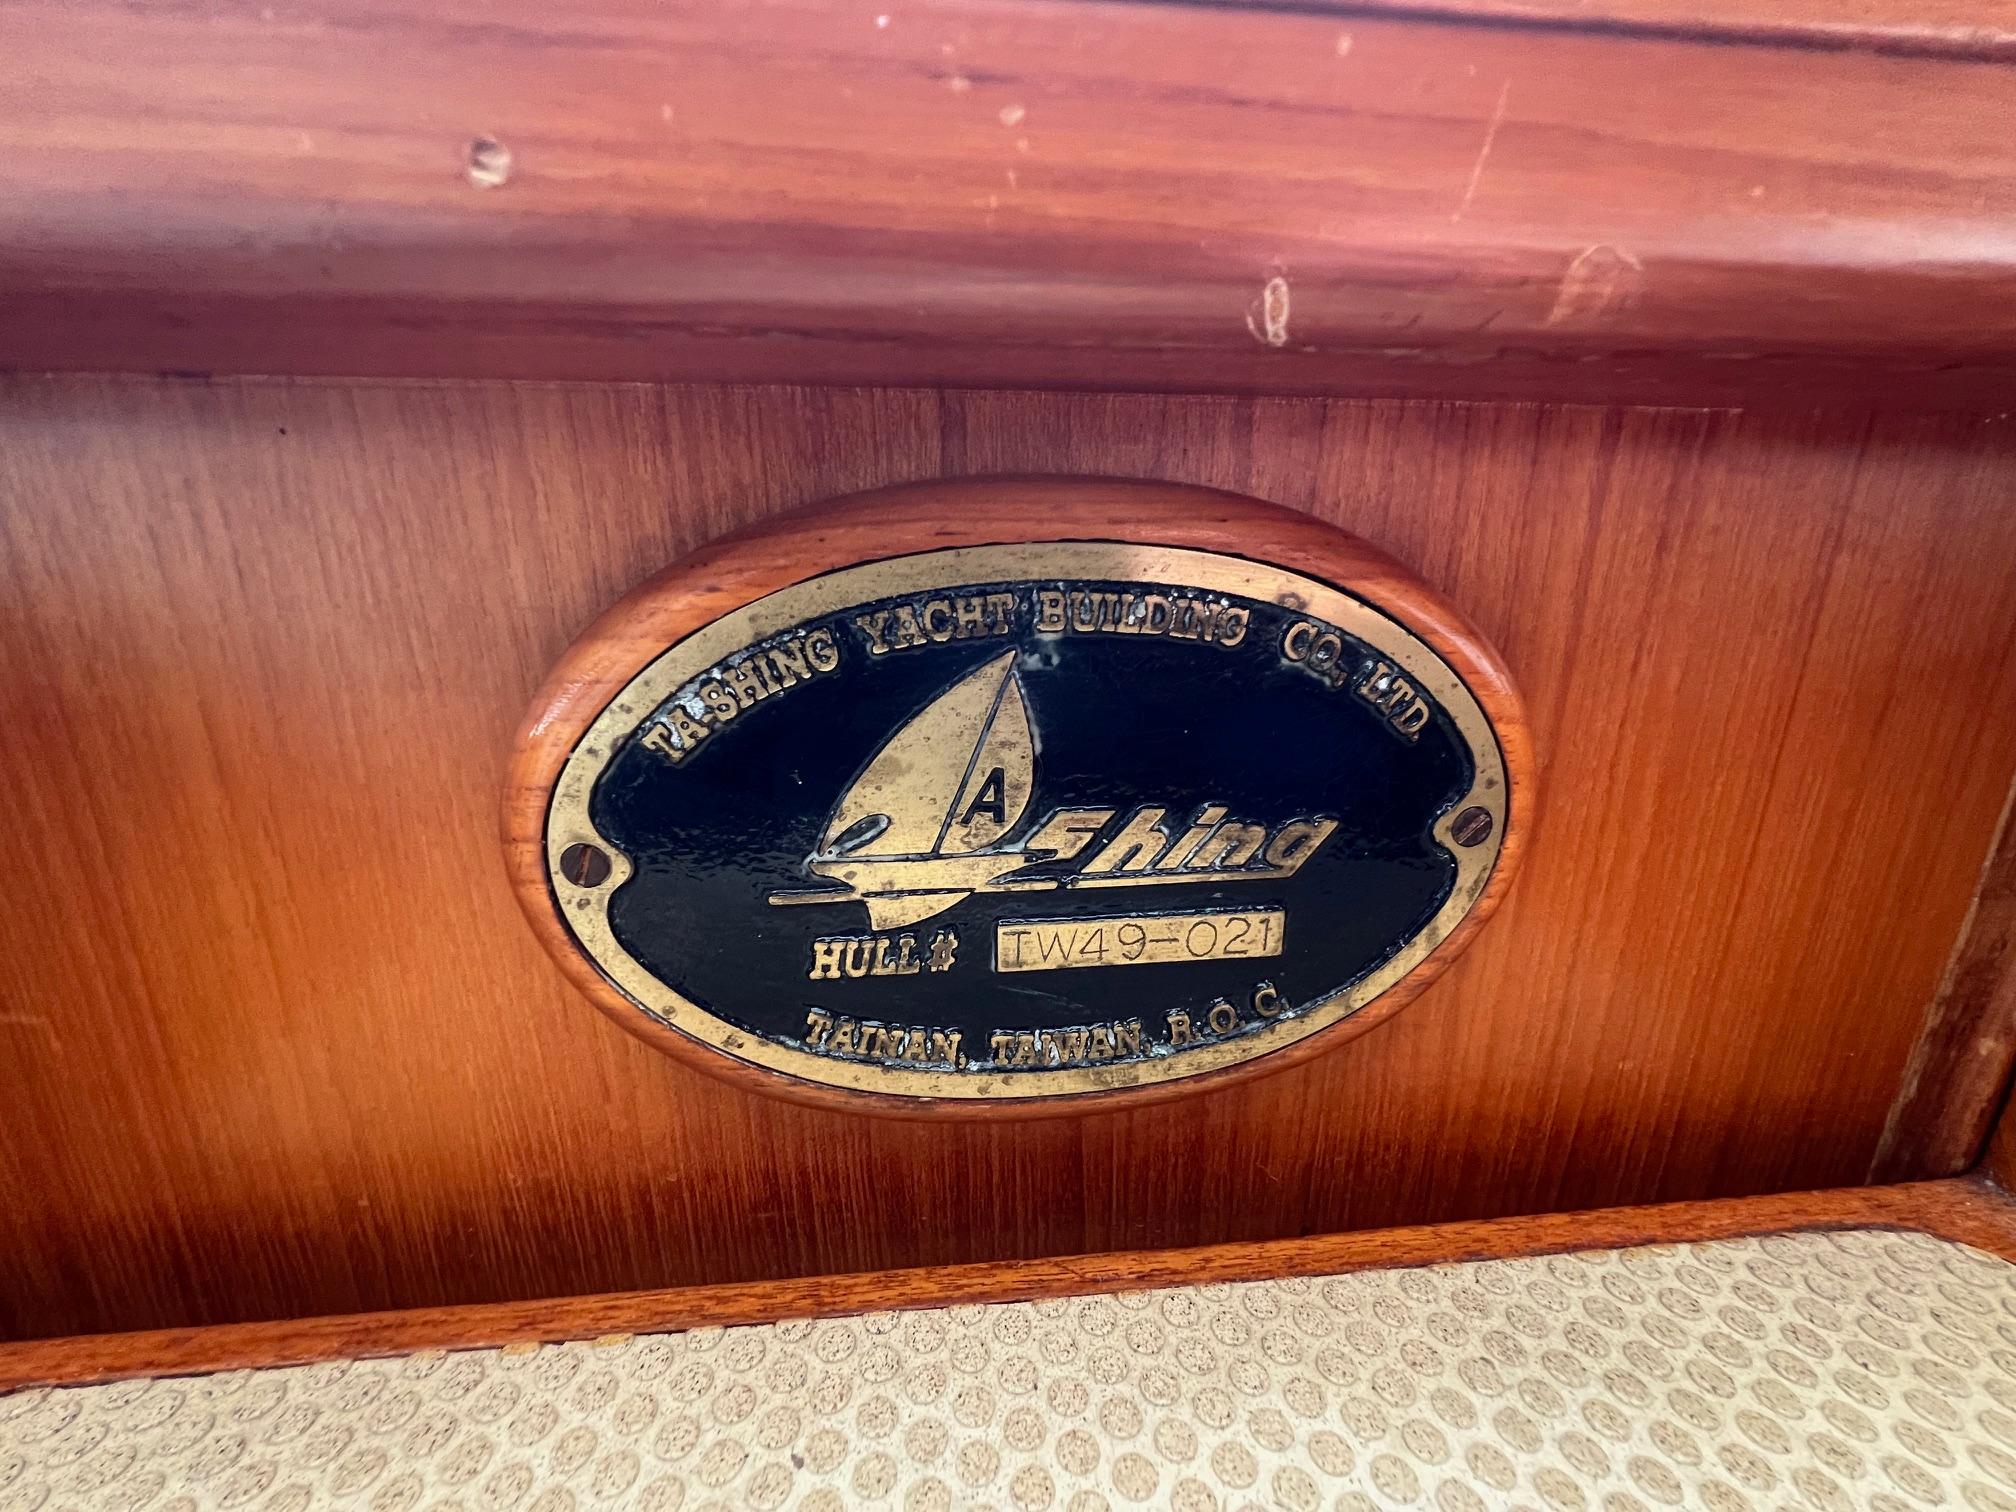 TA-SHING YACHT BUILDING CO., LTD.
A
Shing
HULL # TW49-021
TAINAN, TAIWAN, R.O.C.